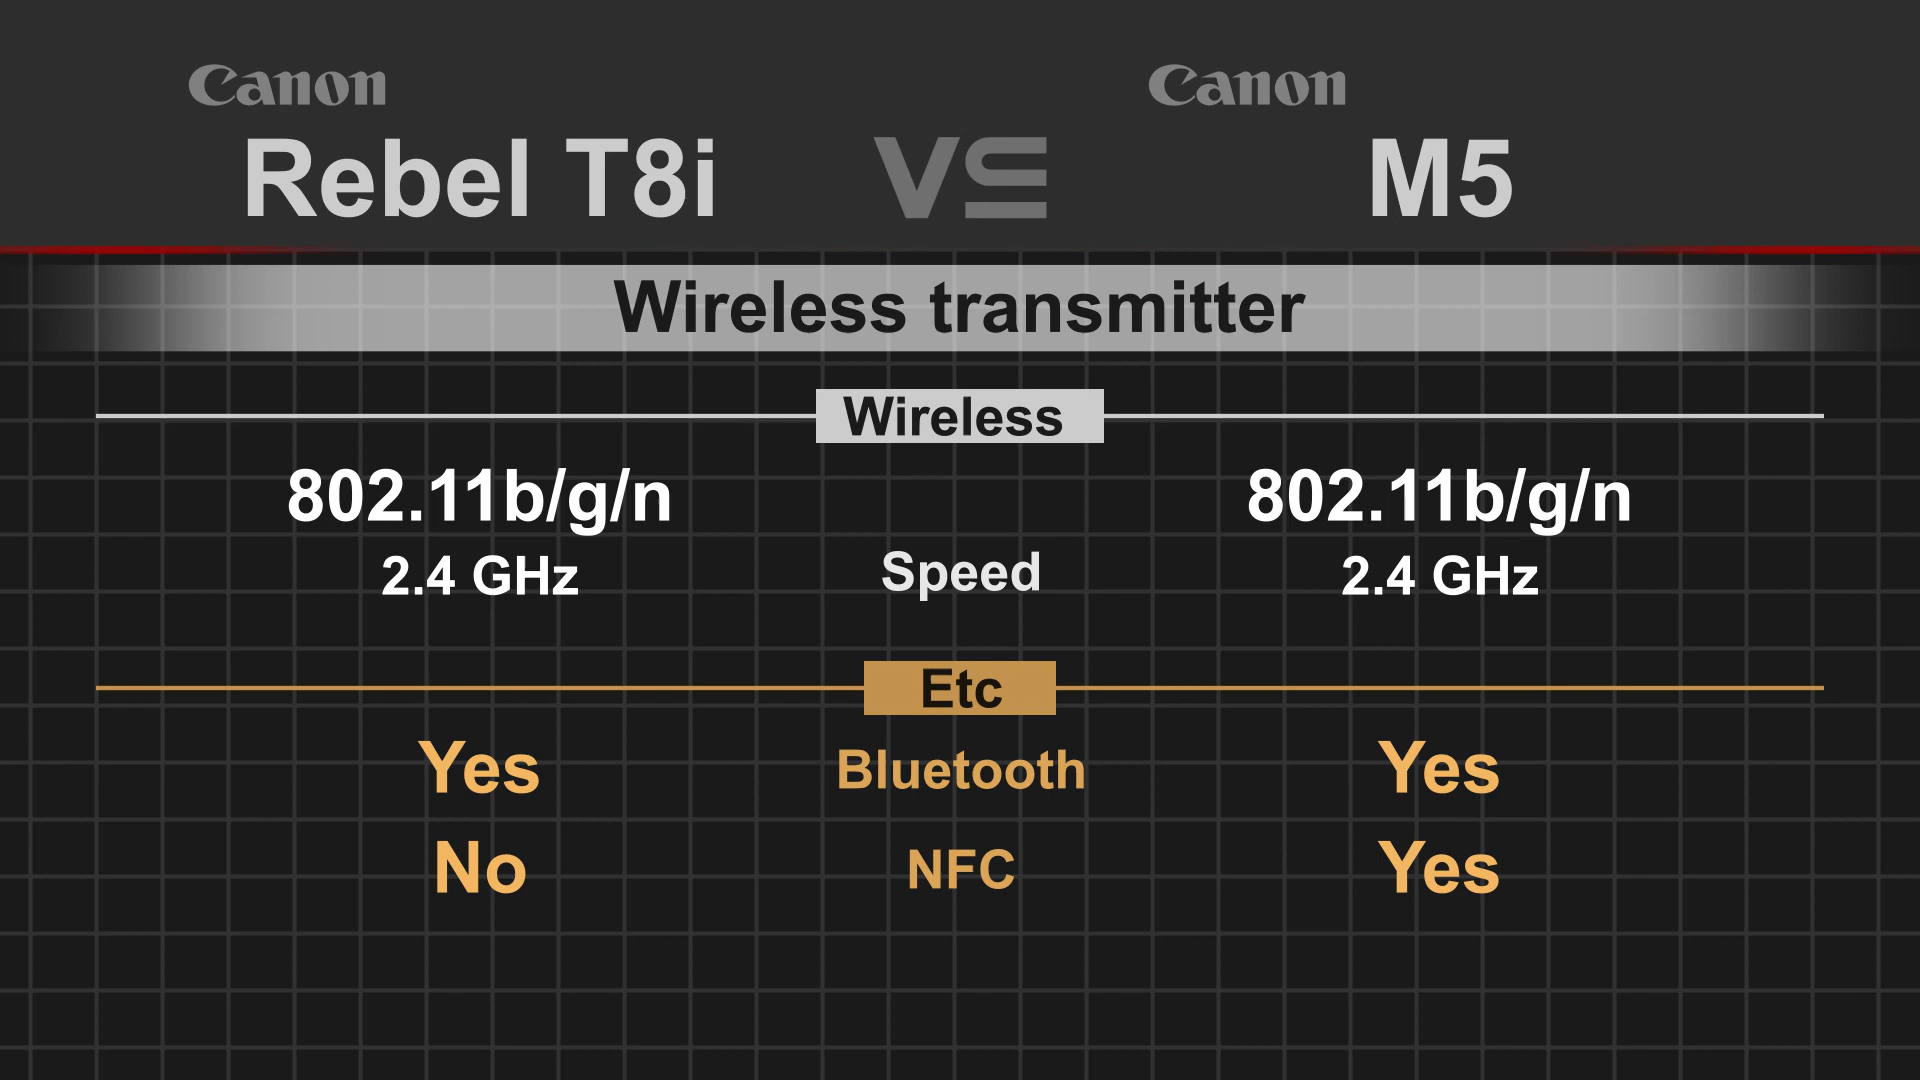 Canon Canon
Rebel T8i VS M5
Wireless transmitter
Wireless
802.11b/g/n 802.11b/g/n
2.4 GHz Speed 2.4 GHz
Etc
Yes Bluetooth Yes
No NFC Yes